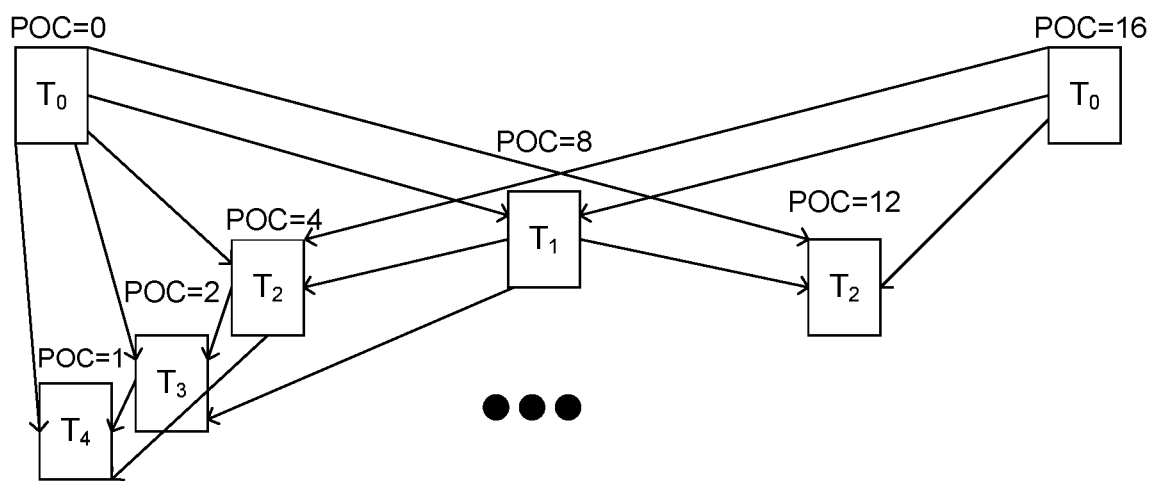 POC=0
POC=16
T0
T0
POC=8
POC=12
POC=4
T1
T2
T2
POC=2
POC=1
T3
T4